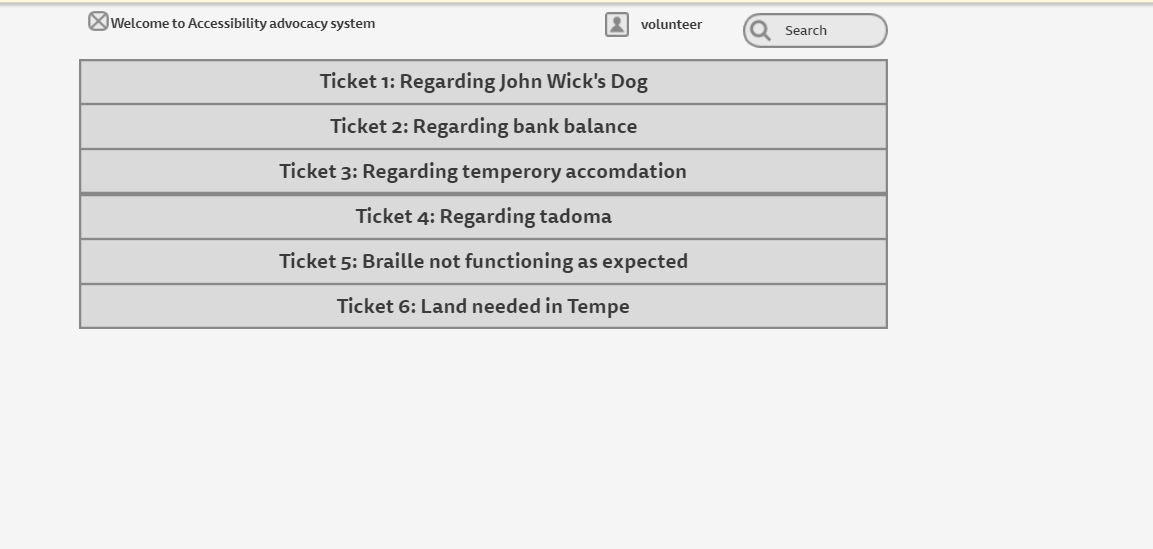 Welcome to Accessibility advocacy system
volunteer
Search
Ticket 1: Regarding John Wick's Dog
Ticket 2: Regarding bank balance
Ticket 3: Regarding temperory accomdation
Ticket 4: Regarding tadoma
Ticket 5: Braille not functioning as expected
Ticket 6: Land needed in Tempe